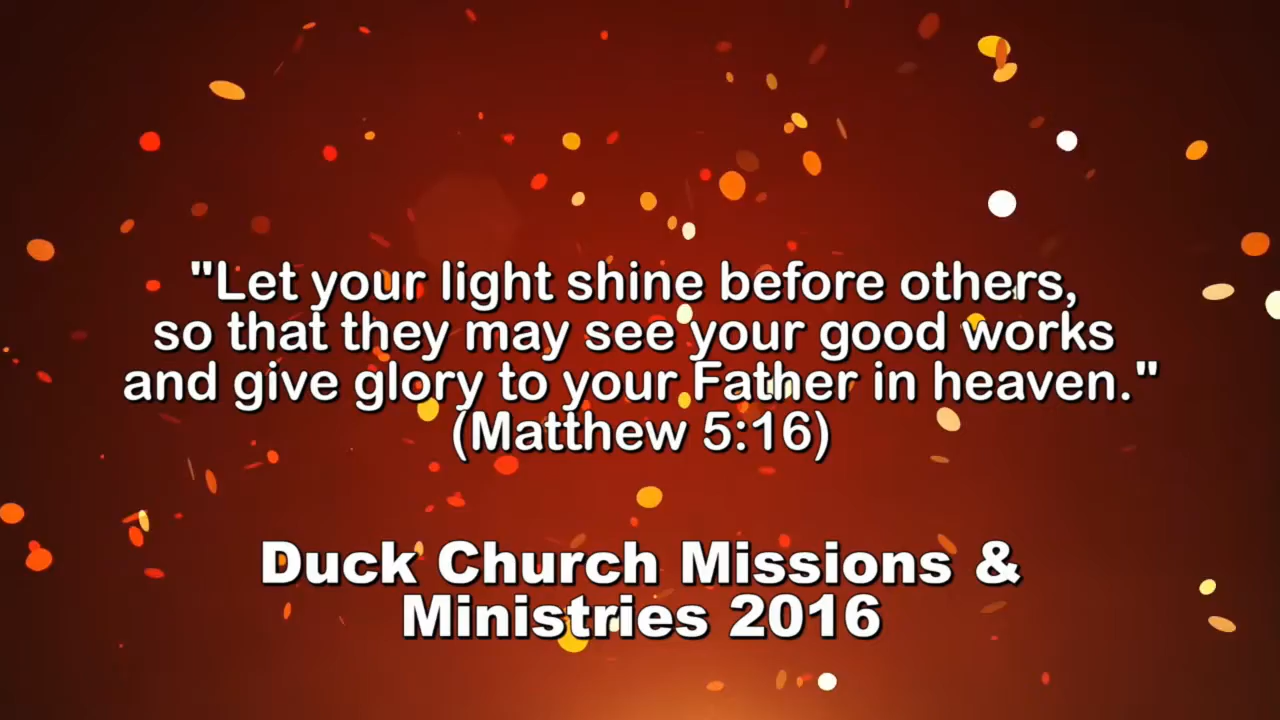 "Let your light shine before others,
so that they may see your good works
and give glory to your Father in heaven."
(Matthew 5:16)
Duck Church Missions &
Ministries 2016